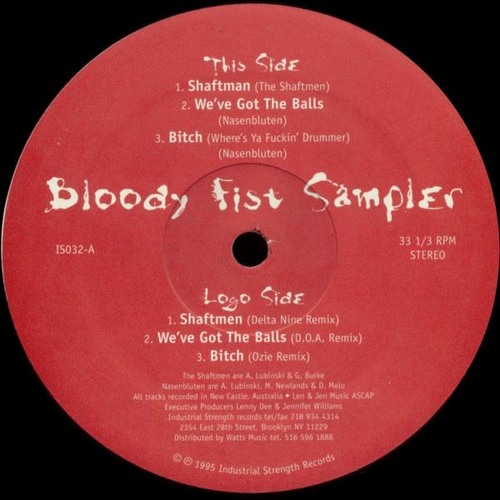 This Side
1. Shaftman (The Shaftmen)
2. We've Got The Balls
(Nasenbluten)
3. Bitch (Where's Ya Fuckin' Drummer)
(Nasenbluten)
Bloody Fist Sampler
IS032-A
33 1/3 RPM
STEREO
Logo Side
1. Shaftmen (Delta Nine Remix)
2. We've Got The Balls (D.O.A. Remix)
3. Bitch (Ozie Remix)
The Shaftmen are A. Lubinski & G. Burke
Nasenbluten are A. Lubinski, M. Newlands & D. Melo
All tracks recorded in New Castle, Australia • Len & Jen Music ASCAP
Executive Producers Lenny Dee & Jennifer Williams
Industrial Strength records tel/fax 718 934 4314
2354 East 28th Street, Brooklyn NY 11229
Distributed by Watts Music tel. 516 596 1888
© ℗ 1995 Industrial Strength Records